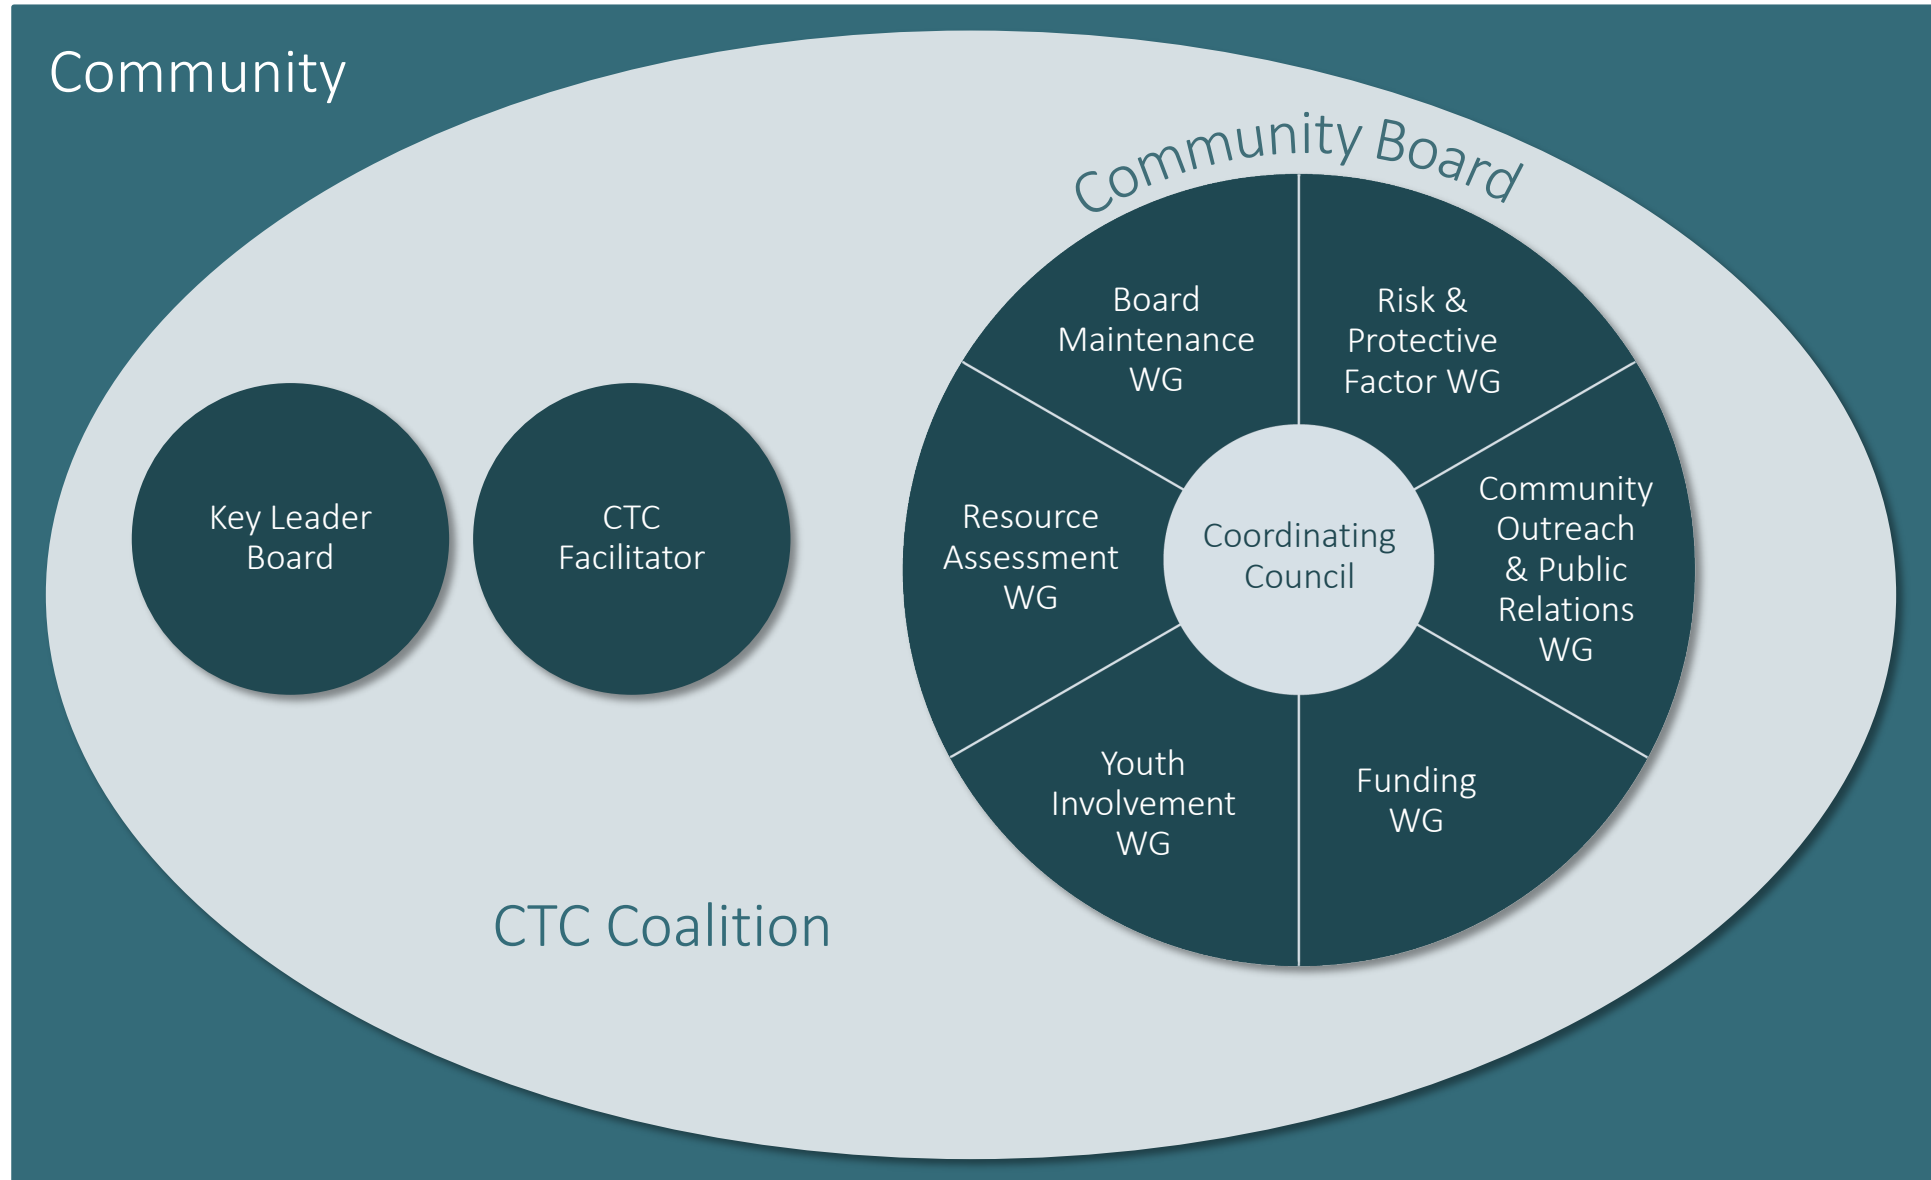 Community
Community Board
Board
Maintenance
WG
Risk &
Protective
Factor WG
Key Leader
Board
CTC
Facilitator
Resource
Assessment
WG
Coordinating
Council
Community
Outreach
& Public
Relations
WG
Youth
Involvement
WG
Funding
WG
CTC Coalition